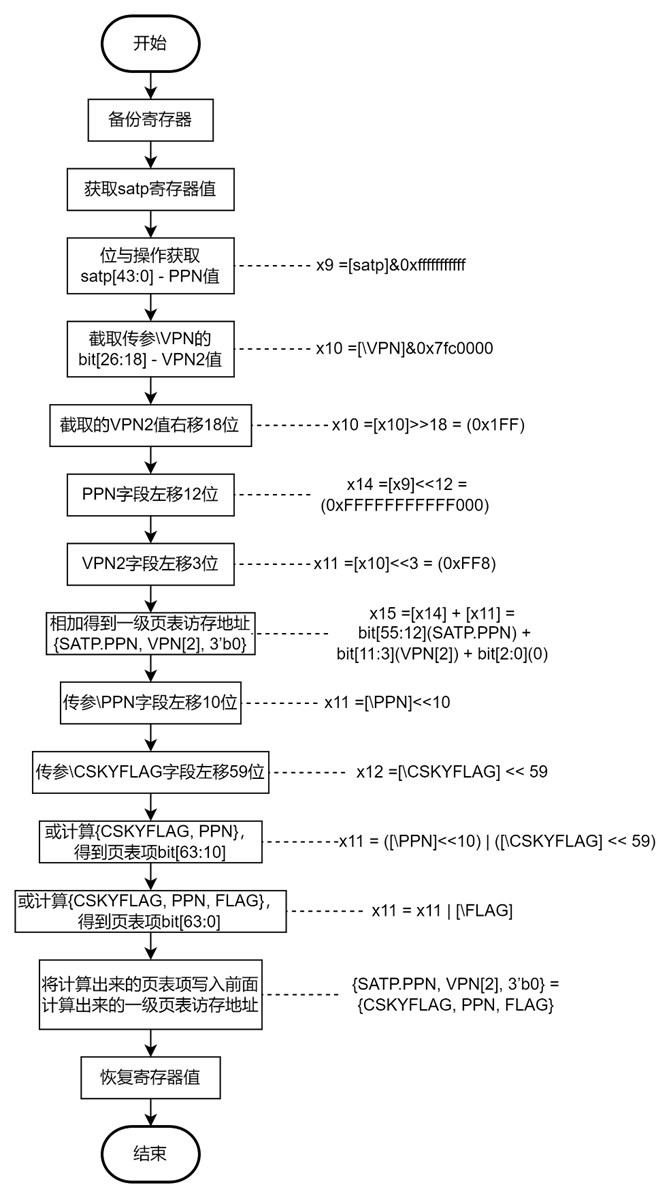 开始
备份寄存器
获取satp寄存器值
位与操作获取
satp[43:0] - PPN值
x9 =[satp]&0xfffffffffff
截取传参\VPN的
bit[26:18] - VPN2值
x10 =[\VPN]&0x7fc0000
截取的VPN2值右移18位
x10 =[x10]>>18 = (0x1FF)
PPN字段左移12位
x14 =[x9]<<12 =
(0xFFFFFFFFFFF000)
VPN2字段左移3位
x11 =[x10]<<3 = (0xFF8)
相加得到一级页表访存地址
{SATP.PPN, VPN[2], 3'b0}
x15 =[x14] + [x11] =
bit[55:12](SATP.PPN) +
bit[11:3](VPN[2]) + bit[2:0](0)
传参\PPN字段左移10位
x11 =[\PPN]<<10
传参\CSKYFLAG字段左移59位
x12 =[\CSKYFLAG] << 59
或计算{CSKYFLAG, PPN},
得到页表项bit[63:10]
x11 = ([\PPN]<<10) | ([\CSKYFLAG] << 59)
或计算{CSKYFLAG, PPN, FLAG},
得到页表项bit[63:0]
x11 = x11 | [\FLAG]
将计算出来的页表项写入前面
计算出来的一级页表访存地址
{SATP.PPN, VPN[2], 3'b0} =
{CSKYFLAG, PPN, FLAG}
恢复寄存器值
结束